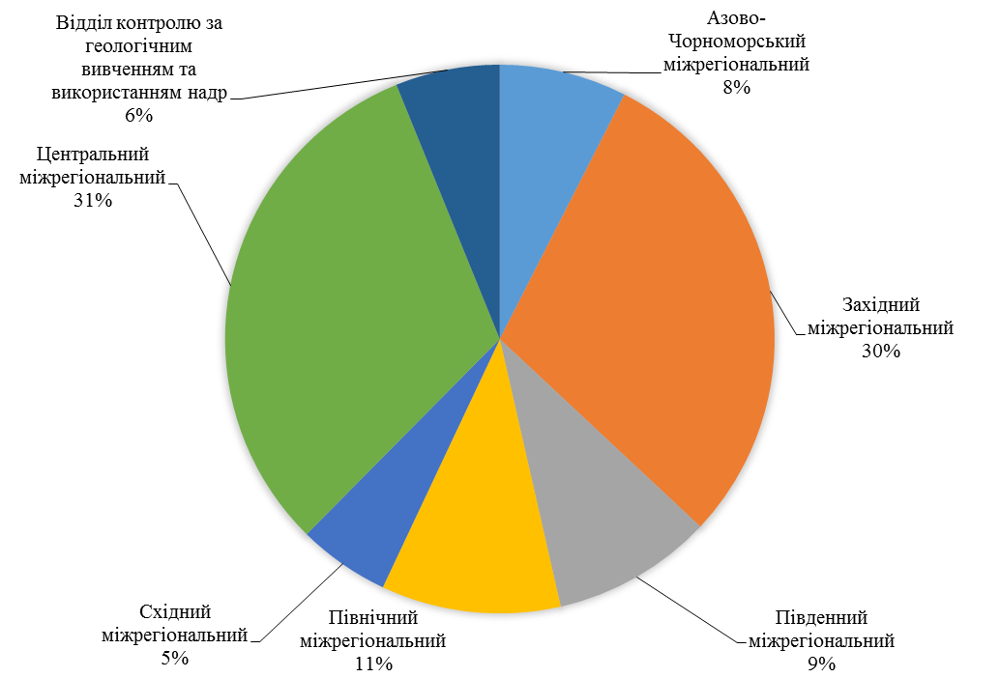 Відділ контролю за
геологічним
вивченням та
використанням надр
6%
Азово-
Чорноморський
міжрегіональний
8%
Центральний
міжрегіональний
31%
Західний
міжрегіональний
30%
Східний
міжрегіональний
5%
Північний
міжрегіональний
11%
Південний
міжрегіональний
9%